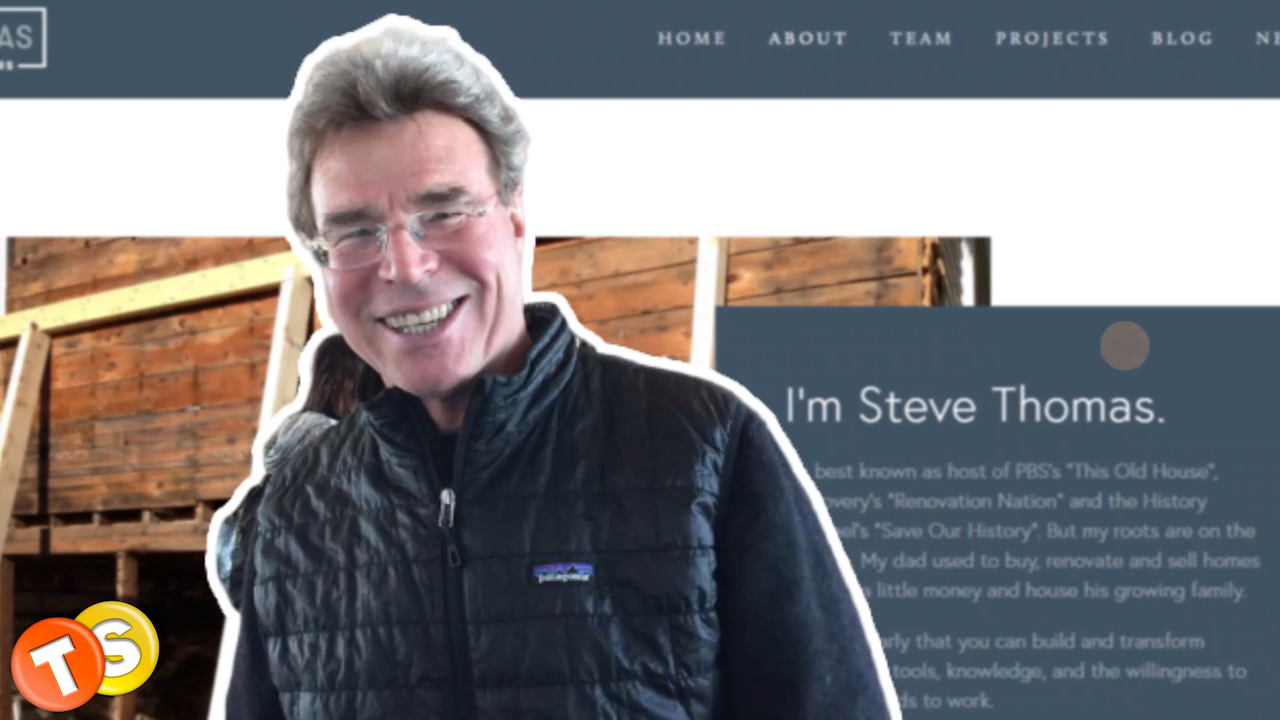 AS
HOME ABOUT TEAM PROJECTS BLOG
I'm Steve Thomas.
best known as host of PBS's "This Old House",
overy's "Renovation Nation" and the History
el's "Save Our History". But my roots are on the
My dad used to buy, renovate and sell homes
little money and house his growing family.
arly that you can build and transform
tools, knowledge, and the willingness to
ds to work.
patagonia
TS